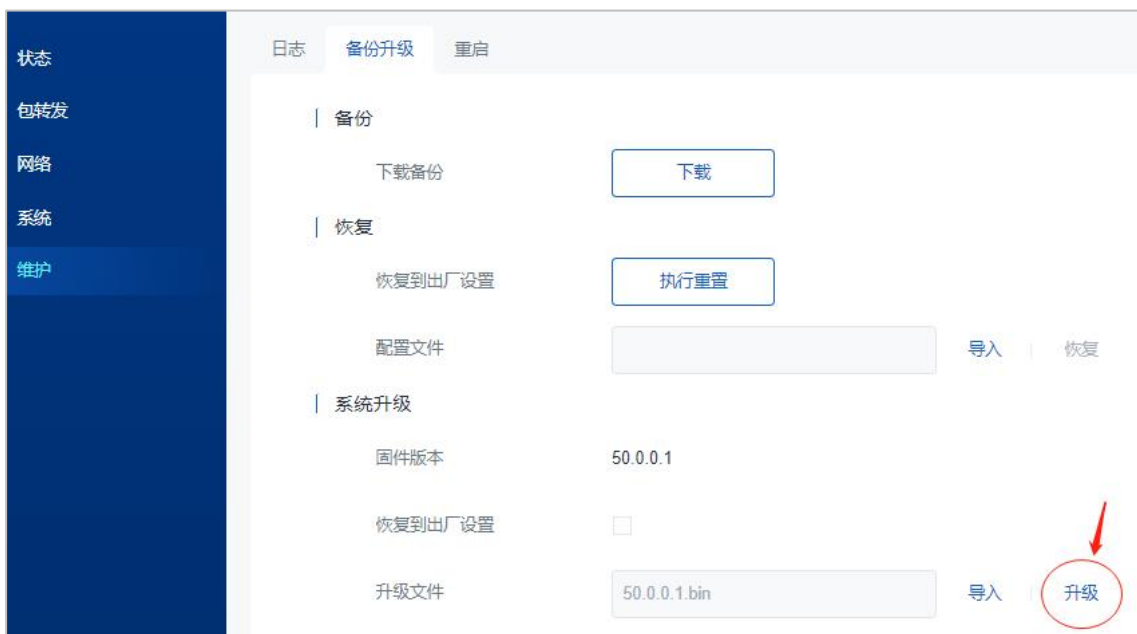 状态
包转发
网络
系统
维护
日志 备份升级 重启
备份
下载备份 下载
恢复
恢复到出厂设置 执行重置
配置文件 导入 恢复
系统升级
固件版本 50.0.0.1
恢复到出厂设置
升级文件 50.0.0.1.bin 导入 升级